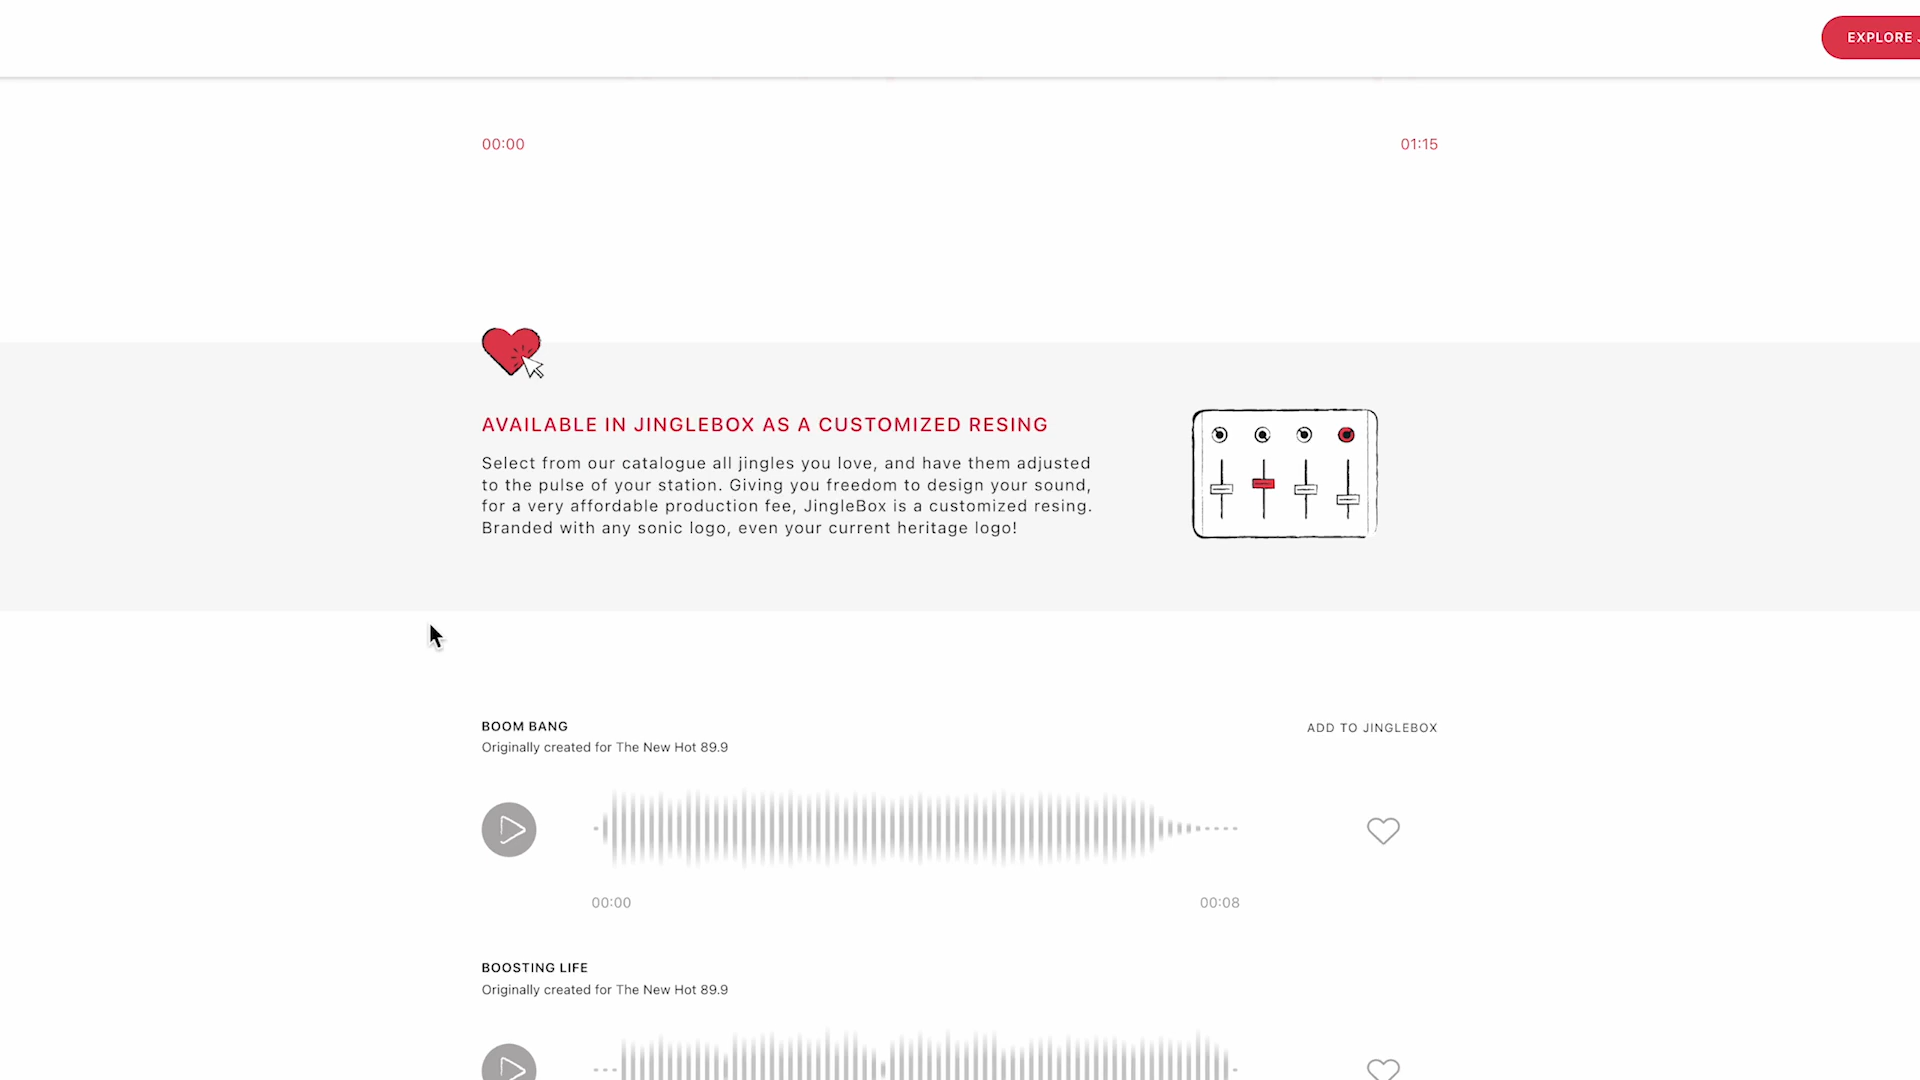 EXPLORE
00:00
01:15
AVAILABLE IN JINGLEBOX AS A CUSTOMIZED RESING
Select from our catalogue all jingles you love, and have them adjusted
to the pulse of your station. Giving you freedom to design your sound,
for a very affordable production fee, JingleBox is a customized resing.
Branded with any sonic logo, even your current heritage logo!
BOOM BANG
ADD TO JINGLEBOX
Originally created for The New Hot 89.9
00:00
00:08
BOOSTING LIFE
Originally created for The New Hot 89.9